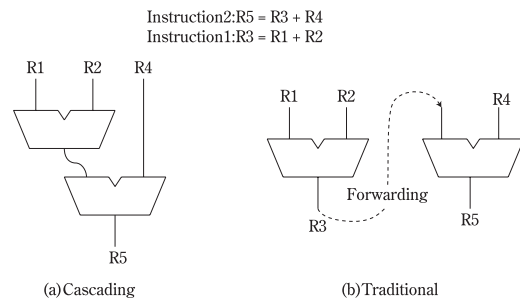 Instruction2:R5 = R3 + R4
Instruction1:R3 = R1 + R2
R1 R2 R4
R5
(a)Cascading
R1 R2 R4
Forwarding
R3 R5
(b)Traditional